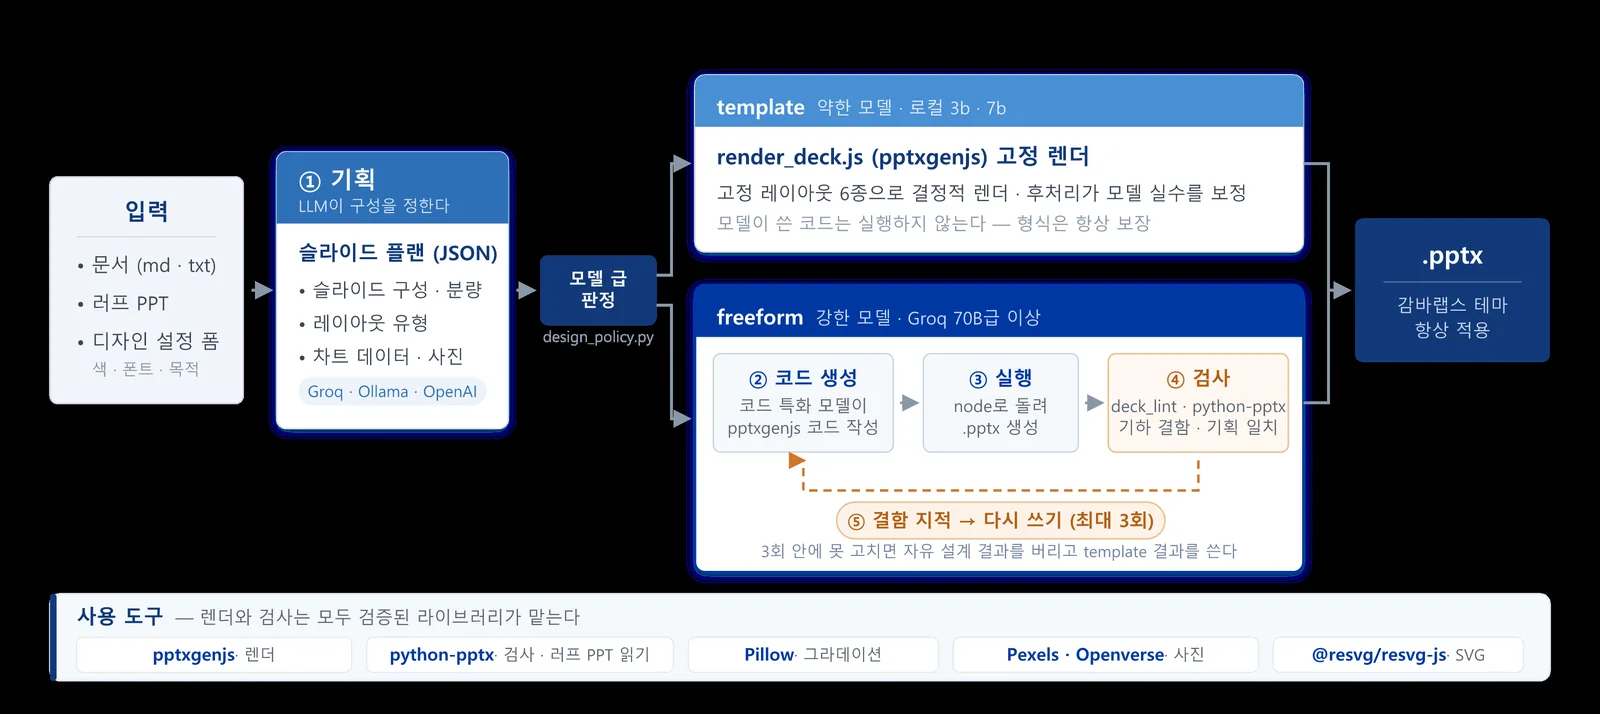 입력
• 문서 (md · txt)
• 러프 PPT
• 디자인 설정 폼
색 · 폰트 · 목적
① 기획
LLM이 구성을 정한다
슬라이드 플랜 (JSON)
• 슬라이드 구성 · 분량
• 레이아웃 유형
• 차트 데이터 · 사진
Groq · Ollama · OpenAI
모델 급
판정
design_policy.py
template 약한 모델 · 로컬 3b · 7b
render_deck.js (pptxgenjs) 고정 렌더
고정 레이아웃 6종으로 결정적 렌더 · 후처리가 모델 실수를 보정
모델이 쓴 코드는 실행하지 않는다 — 형식은 항상 보장
freeform 강한 모델 · Groq 70B급 이상
② 코드 생성
코드 특화 모델이
pptxgenjs 코드 작성
③ 실행
node로 돌려
.pptx 생성
④ 검사
deck_lint · python-pptx
기하 결함 · 기획 일치
⑤ 결함 지적 → 다시 쓰기 (최대 3회)
3회 안에 못 고치면 자유 설계 결과를 버리고 template 결과를 쓴다
.pptx
감바랩스 테마
항상 적용
사용 도구 — 렌더와 검사는 모두 검증된 라이브러리가 맡는다
pptxgenjs· 렌더
python-pptx· 검사 · 러프 PPT 읽기
Pillow· 그라데이션
Pexels · Openverse· 사진
@resvg/resvg-js· SVG